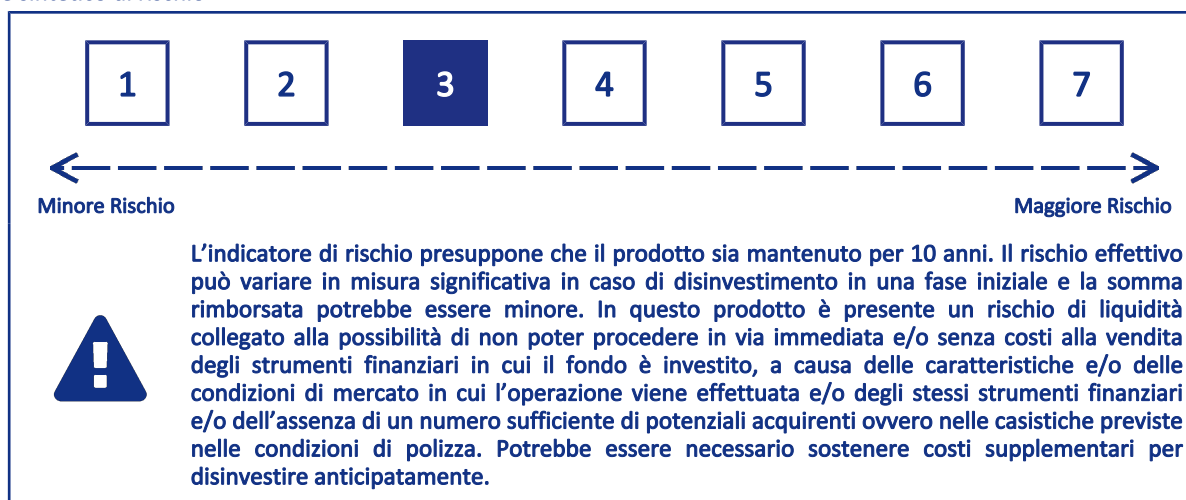 1 2 3 4 5 6 7
Minore Rischio Maggiore Rischio
L'indicatore di rischio presuppone che il prodotto sia mantenuto per 10 anni. Il rischio effettivo
può variare in misura significativa in caso di disinvestimento in una fase iniziale e la somma
rimborsata potrebbe essere minore. In questo prodotto è presente un rischio di liquidità
collegato alla possibilità di non poter procedere in via immediata e/o senza costi alla vendita
degli strumenti finanziari in cui il fondo è investito, a causa delle caratteristiche e/o delle
condizioni di mercato in cui l'operazione viene effettuata e/o degli stessi strumenti finanziari
e/o dell'assenza di un numero sufficiente di potenziali acquirenti ovvero nelle casistiche previste
nelle condizioni di polizza. Potrebbe essere necessario sostenere costi supplementari per
disinvestire anticipatamente.